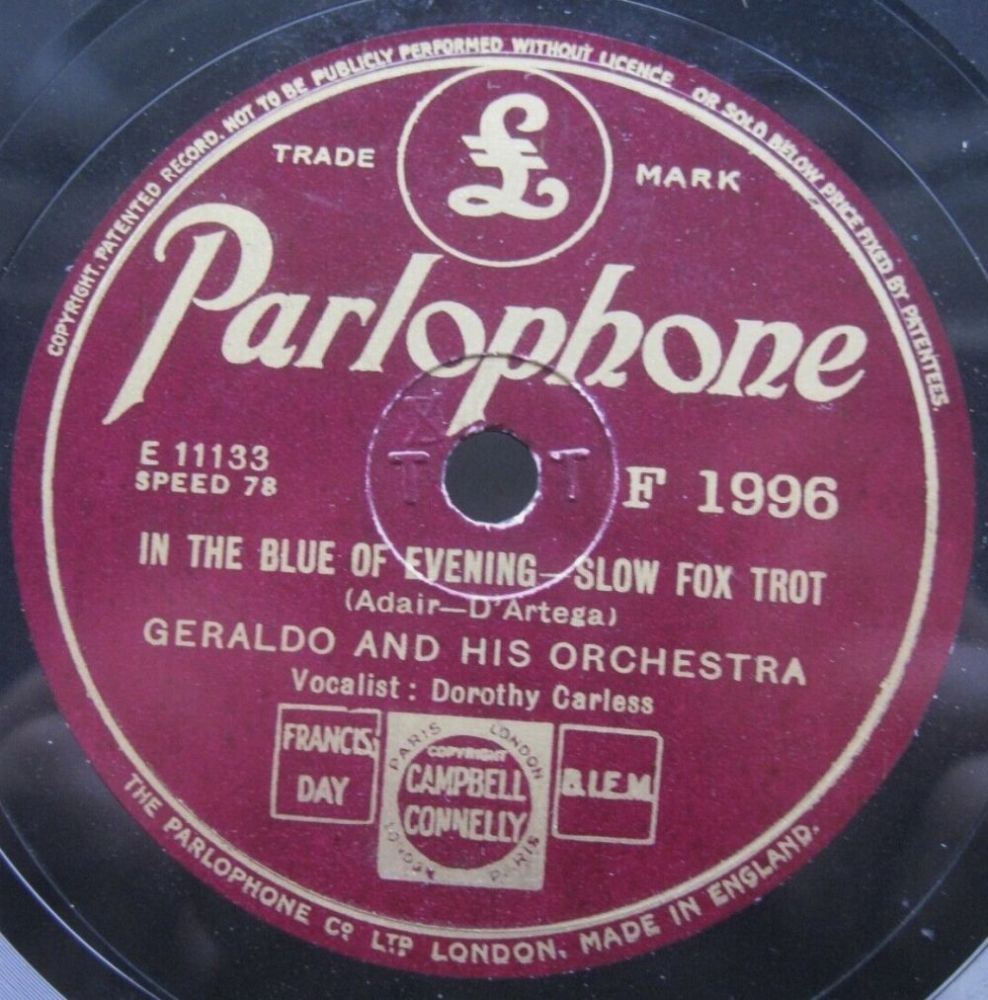 COPYRIGHT, PATENTED RECORD. NOT TO BE PUBLICLY PERFORMED WITHOUT LICENCE OR SOLD BELOW PRICE FIXED BY PATENTEES.
TRADE £ MARK
Parlophone
E 11133
SPEED 78
T T
F 1996
IN THE BLUE OF EVENING—SLOW FOX TROT
(Adair—D'Artega)
GERALDO AND HIS ORCHESTRA
Vocalist: Dorothy Carless
FRANCIS,
DAY
PARIS LONDON
COPYRIGHT
CAMPBELL
CONNELLY
LONDON PARIS
B.I.E.M.
THE PARLOPHONE CO LTD LONDON. MADE IN ENGLAND.